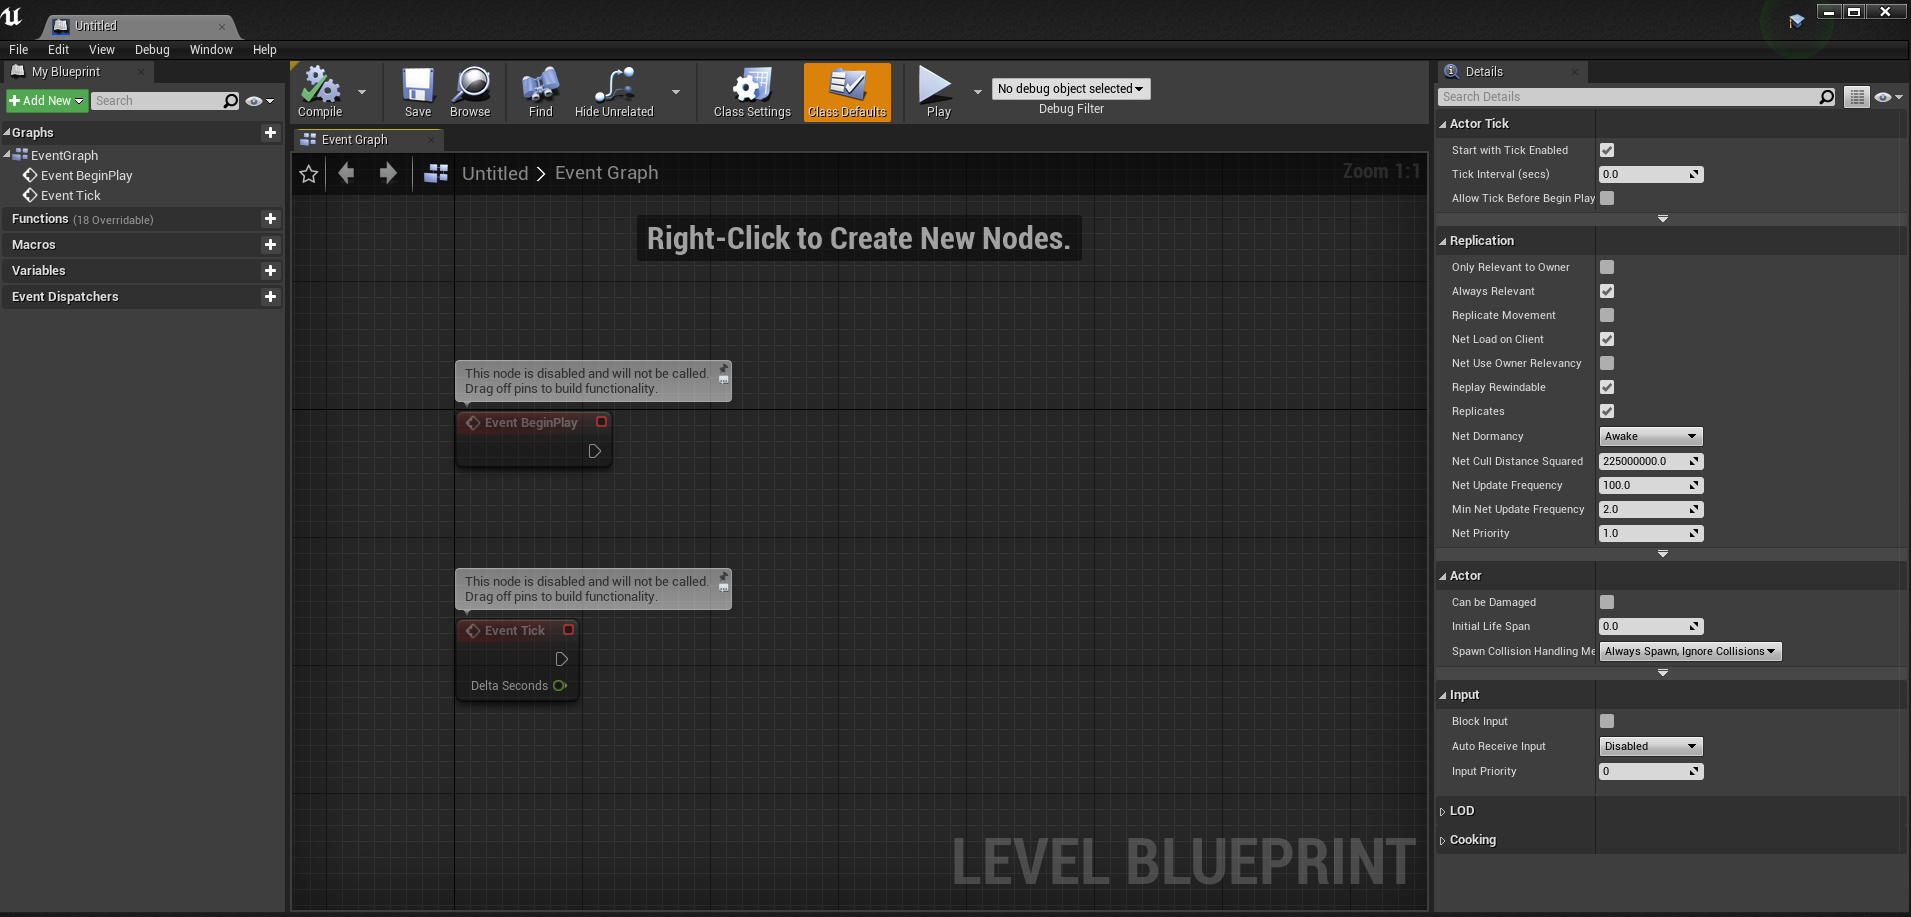 Untitled
File Edit View Debug Window Help
My Blueprint
Add New Search
Graphs
EventGraph
Event BeginPlay
Event Tick
Functions (18 Overridable)
Macros
Variables
Event Dispatchers
Compile Save Browse Find Hide Unrelated Class Settings Class Defaults Play
No debug object selected
Debug Filter
Event Graph
Untitled > Event Graph
Zoom 1:1
Right-Click to Create New Nodes.
This node is disabled and will not be called.
Drag off pins to build functionality.
Event BeginPlay
This node is disabled and will not be called.
Drag off pins to build functionality.
Event Tick
Delta Seconds
LEVEL BLUEPRINT
Details
Search Details
Actor Tick
Start with Tick Enabled
Tick Interval (secs) 0.0
Allow Tick Before Begin Play
Replication
Only Relevant to Owner
Always Relevant
Replicate Movement
Net Load on Client
Net Use Owner Relevancy
Replay Rewindable
Replicates
Net Dormancy Awake
Net Cull Distance Squared 225000000.0
Net Update Frequency 100.0
Min Net Update Frequency 2.0
Net Priority 1.0
Actor
Can be Damaged
Initial Life Span 0.0
Spawn Collision Handling Me Always Spawn, Ignore Collisions
Input
Block Input
Auto Receive Input Disabled
Input Priority 0
LOD
Cooking